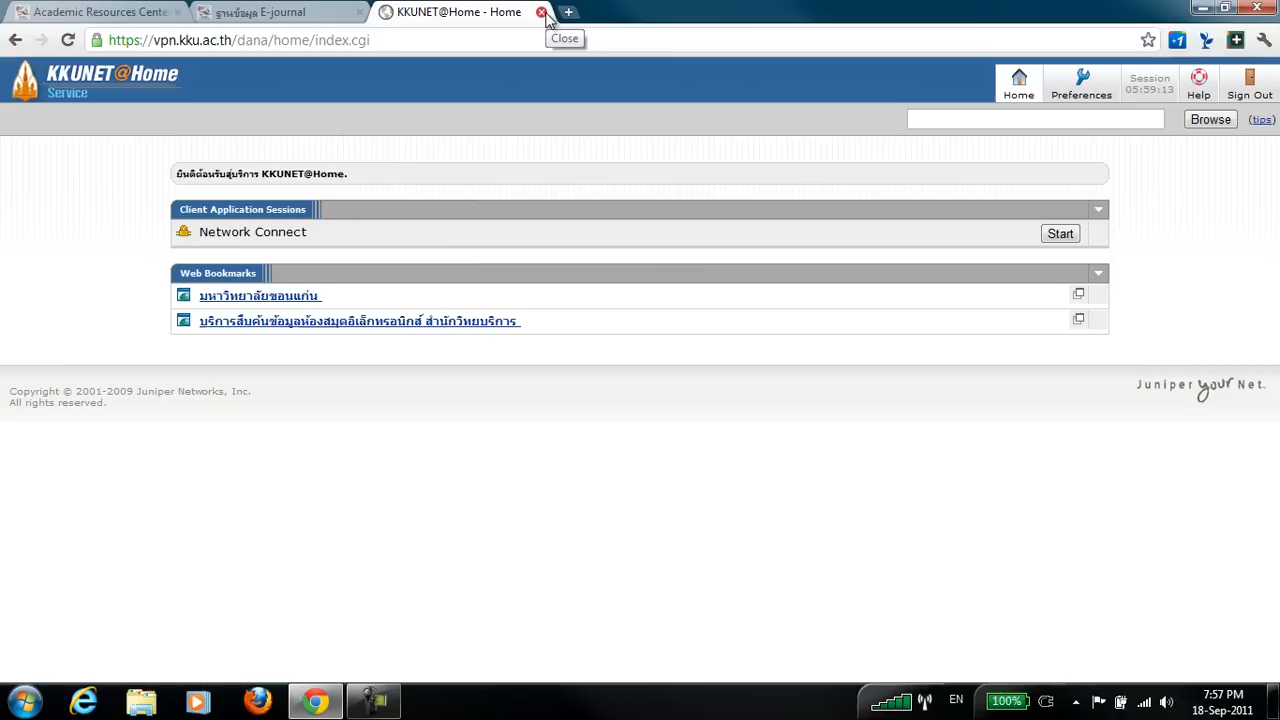 Academic Resources Cente
ฐานข้อมูล E-journal
KKUNET@Home - Home
Close
https://vpn.kku.ac.th/dana/home/index.cgi
KKUNET@Home
Service
Home
Preferences
Session
05:59:13
Help
Sign Out
Browse
(tips)
ยินดีต้อนรับสู่บริการ KKUNET@Home.
Client Application Sessions
Network Connect
Start
Web Bookmarks
มหาวิทยาลัยขอนแก่น
บริการสืบค้นข้อมูลห้องสมุดอิเล็กทรอนิกส์ สำนักวิทยบริการ
Copyright © 2001-2009 Juniper Networks, Inc.
All rights reserved.
Juniper your Net.
EN
100%
7:57 PM
18-Sep-2011